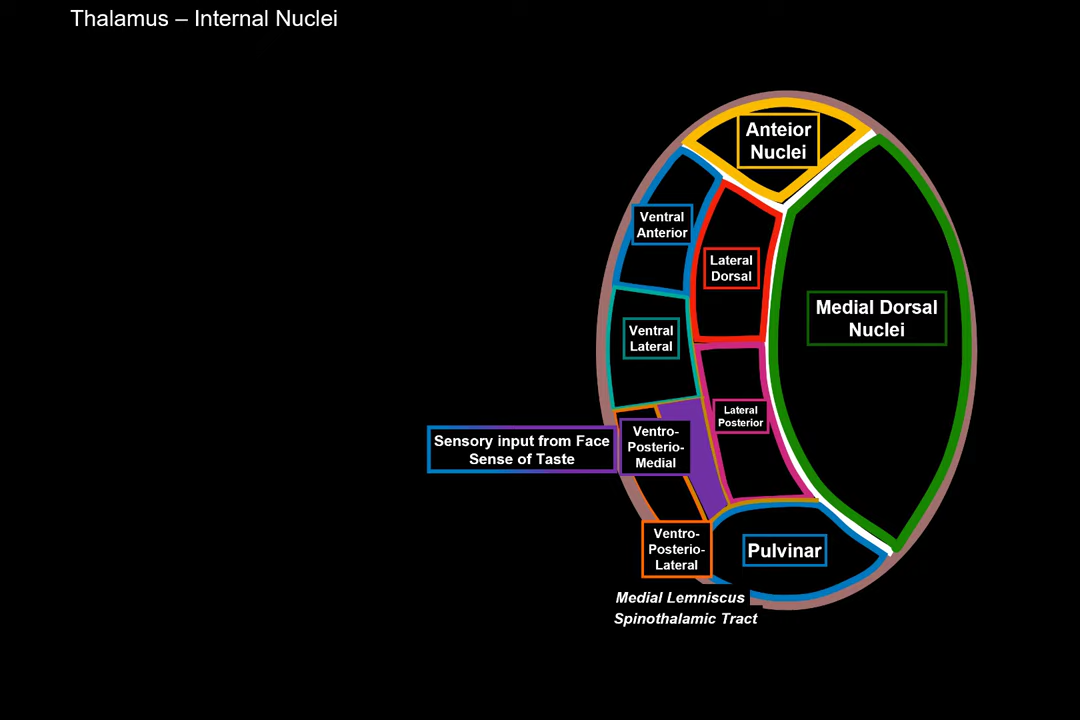 Thalamus – Internal Nuclei
Anteior
Nuclei
Ventral
Anterior
Lateral
Dorsal
Medial Dorsal
Nuclei
Ventral
Lateral
Lateral
Posterior
Sensory input from Face
Sense of Taste
Ventro-
Posterio-
Medial
Ventro-
Posterio-
Lateral
Pulvinar
Medial Lemniscus
Spinothalamic Tract